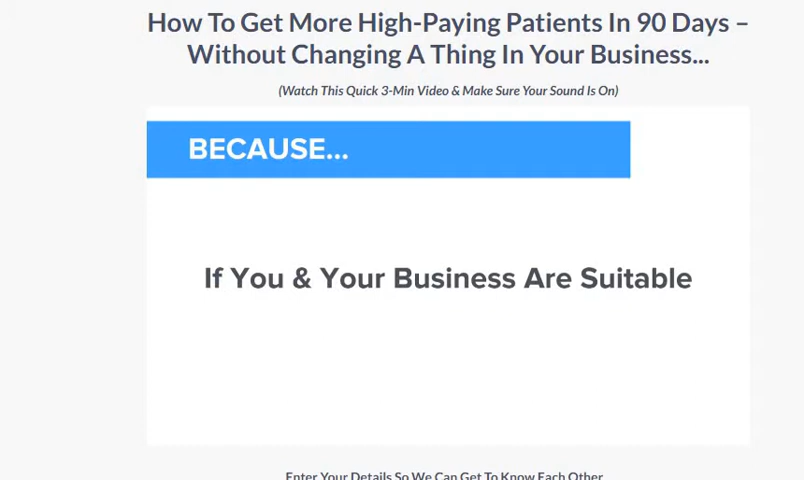 How To Get More High-Paying Patients In 90 Days –
Without Changing A Thing In Your Business...
(Watch This Quick 3-Min Video & Make Sure Your Sound Is On)
BECAUSE...
If You & Your Business Are Suitable
Enter Your Details So We Can Get To Know Each Other